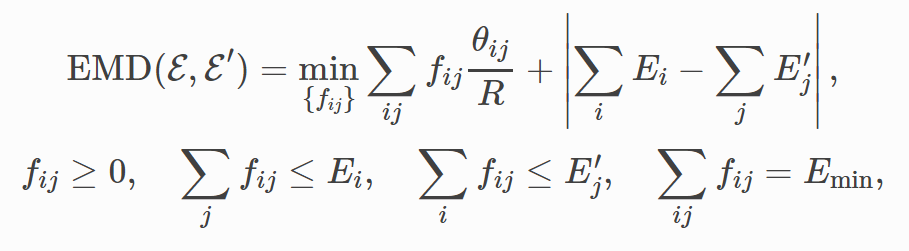 EMD(ℰ, ℰ′) = min_{{f_{ij}}} ∑_{ij} f_{ij} θ_{ij}/R + |∑_i E_i − ∑_j E′_j|,
f_{ij} ≥ 0, ∑_j f_{ij} ≤ E_i, ∑_i f_{ij} ≤ E′_j, ∑_{ij} f_{ij} = E_min,